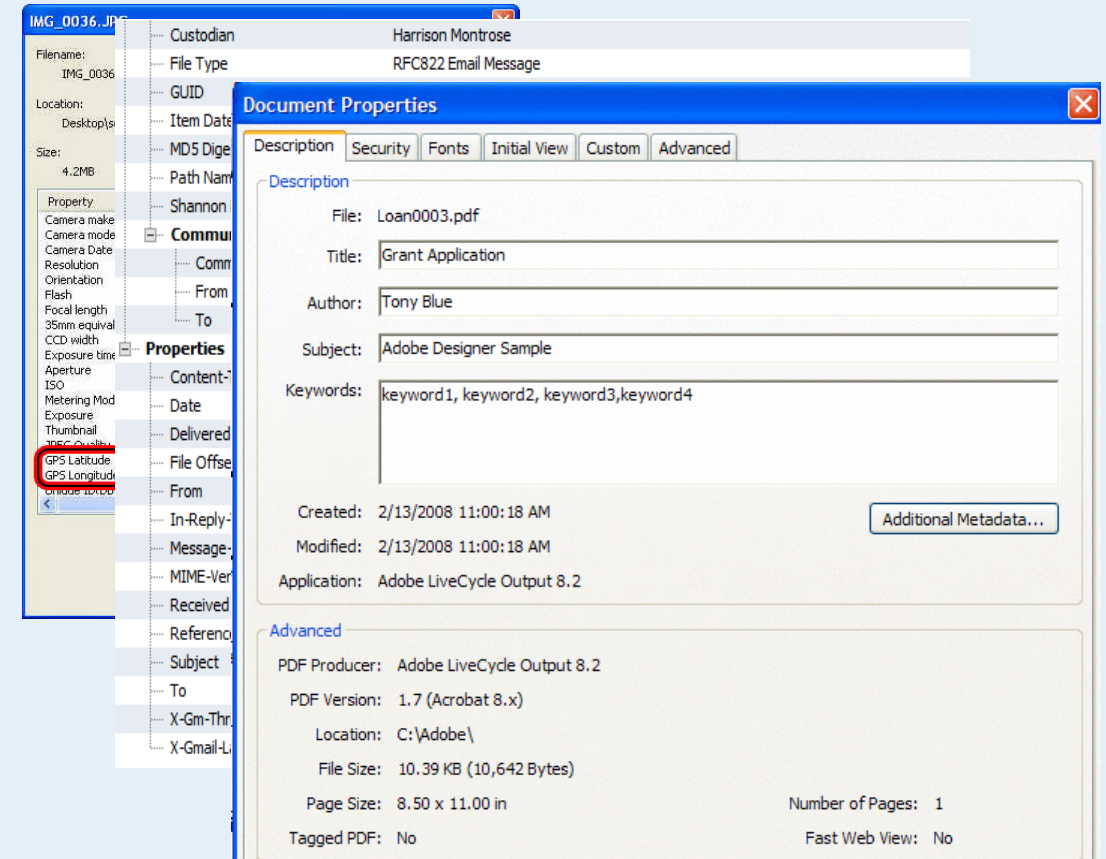 IMG_0036.JPG
Filename:
IMG_0036
Location:
Size:
4.2MB
Property
Camera make
Camera mode
Camera Date
Resolution
Orientation
Flash
Focal length
35mm equival
CCD width
Exposure time
Aperture
ISO
Metering Mod
Exposure
Thumbnail
JPEG Quality
GPS Latitude
GPS Longitude
Custodian Harrison Montrose
File Type RFC822 Email Message
GUID
Item Date
MD5 Dige
Path Nam
Shannon
Commu
Comm
From
To
Properties
Content-T
Date
Delivered
File Offse
From
In-Reply-
Message-
MIME-Ver
Received
Referenc
Subject
To
X-Gm-Thr
X-Gmail-La
Document Properties
Description Security Fonts Initial View Custom Advanced
Description
File: Loan0003.pdf
Title: Grant Application
Author: Tony Blue
Subject: Adobe Designer Sample
Keywords: keyword1, keyword2, keyword3,keyword4
Created: 2/13/2008 11:00:18 AM
Additional Metadata...
Modified: 2/13/2008 11:00:18 AM
Application: Adobe LiveCycle Output 8.2
Advanced
PDF Producer: Adobe LiveCycle Output 8.2
PDF Version: 1.7 (Acrobat 8.x)
Location: C:\Adobe\
File Size: 10.39 KB (10,642 Bytes)
Page Size: 8.50 x 11.00 in Number of Pages: 1
Tagged PDF: No Fast Web View: No